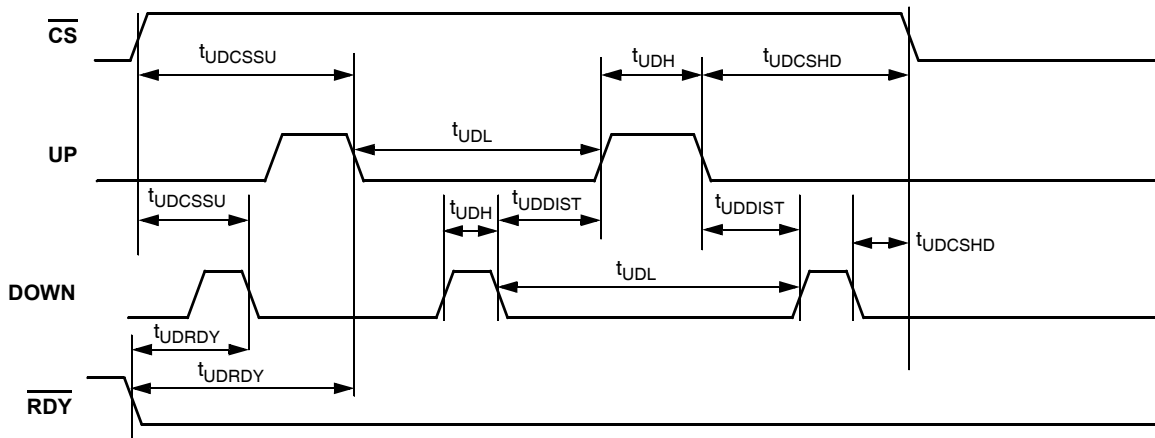 CS
tUDCSSU
tUDH
tUDCSHD
UP
tUDL
tUDCSSU
tUDH
tUDDIST
tUDDIST
tUDCSHD
DOWN
tUDL
tUDRDY
tUDRDY
RDY